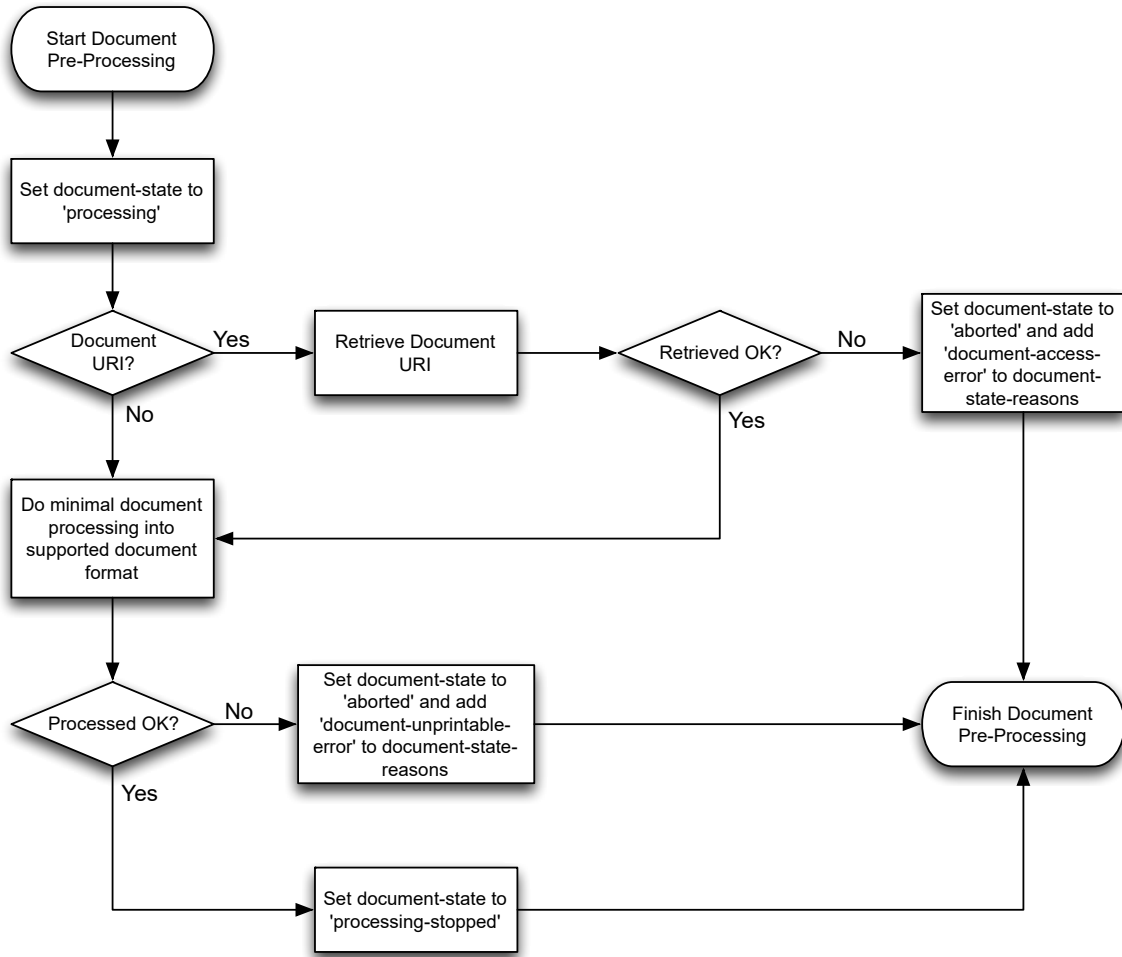 Start Document
Pre-Processing
Set document-state to
'processing'
Document
URI?
Yes
No
Retrieve Document
URI
Retrieved OK?
No
Yes
Set document-state to
'aborted' and add
'document-access-
error' to document-
state-reasons
Do minimal document
processing into
supported document
format
Processed OK?
No
Yes
Set document-state to
'aborted' and add
'document-unprintable-
error' to document-state-
reasons
Finish Document
Pre-Processing
Set document-state to
'processing-stopped'